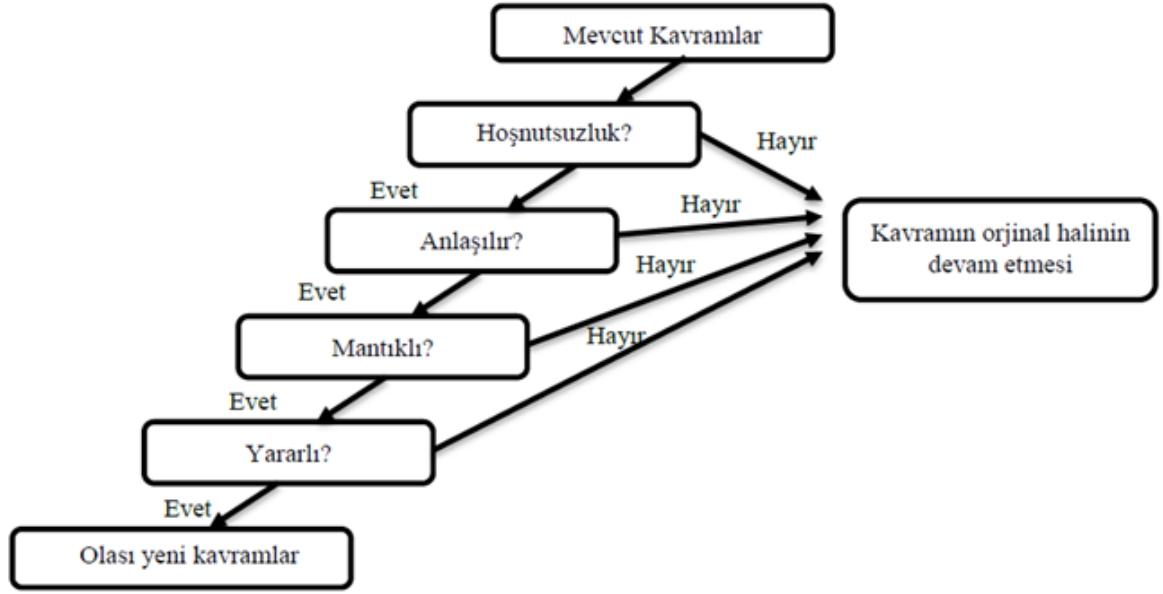 Mevcut Kavramlar
Hoşnutsuzluk?
Hayır
Evet
Hayır
Anlaşılır?
Kavramın orjinal halinin
devam etmesi
Hayır
Evet
Mantıklı?
Hayır
Evet
Yararlı?
Evet
Olası yeni kavramlar